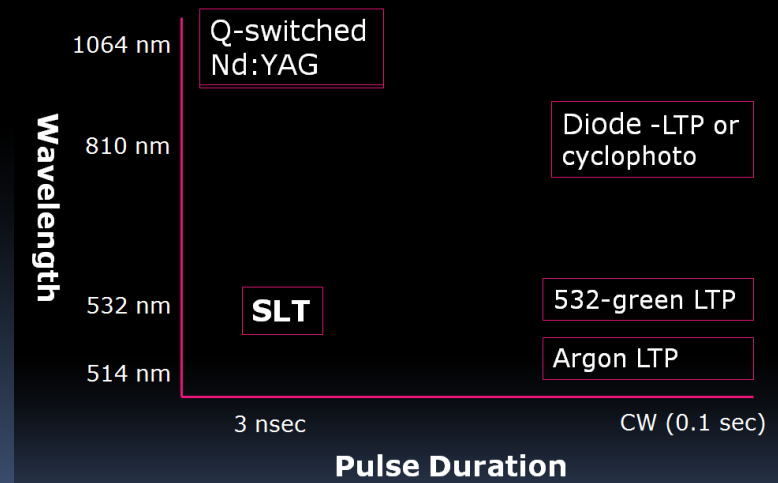 Q-switched
Nd:YAG
1064 nm
Diode -LTP or
cyclophoto
810 nm
Wavelength
532 nm
SLT
532-green LTP
514 nm
Argon LTP
3 nsec
CW (0.1 sec)
Pulse Duration